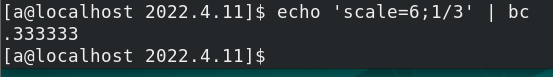 [a@localhost 2022.4.11]$ echo 'scale=6;1/3' | bc
.333333
[a@localhost 2022.4.11]$